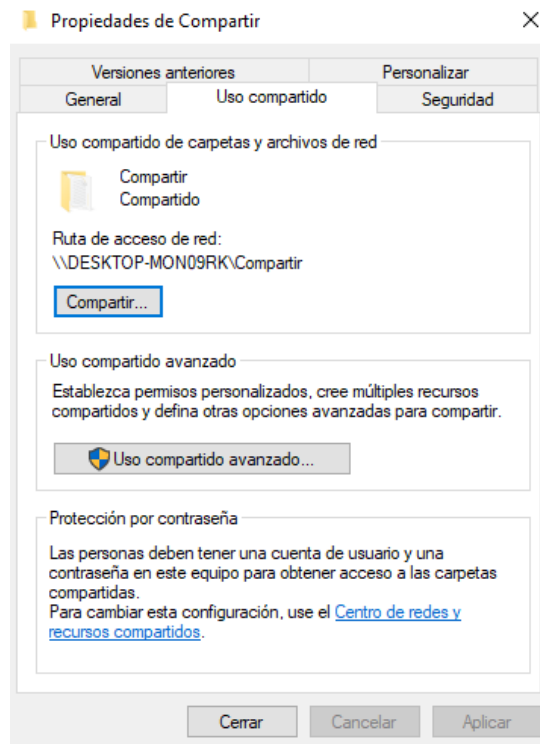 Propiedades de Compartir
Versiones anteriores
Personalizar
General
Uso compartido
Seguridad
Uso compartido de carpetas y archivos de red
Compartir
Compartido
Ruta de acceso de red:
\\DESKTOP-MON09RK\Compartir
Compartir...
Uso compartido avanzado
Establezca permisos personalizados, cree múltiples recursos
compartidos y defina otras opciones avanzadas para compartir.
Uso compartido avanzado...
Protección por contraseña
Las personas deben tener una cuenta de usuario y una
contraseña en este equipo para obtener acceso a las carpetas
compartidas.
Para cambiar esta configuración, use el Centro de redes y
recursos compartidos.
Cerrar
Cancelar
Aplicar